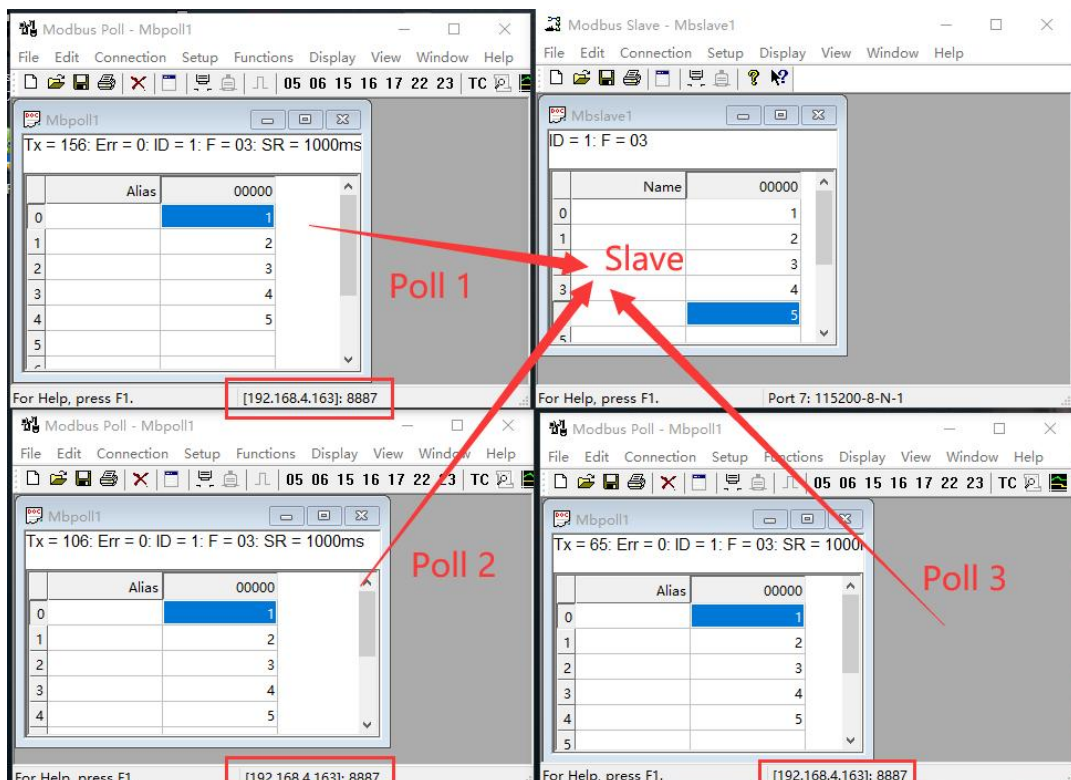 Modbus Poll - Mbpoll1
File Edit Connection Setup Functions Display View Window Help
05 06 15 16 17 22 23 TC
Mbpoll1
Tx = 156: Err = 0: ID = 1: F = 03: SR = 1000ms
Alias 00000
0 1
1 2
2 3
3 4
4 5
5
Poll 1
For Help, press F1. [192.168.4.163]: 8887
Modbus Slave - Mbslave1
File Edit Connection Setup Display View Window Help
Mbslave1
ID = 1: F = 03
Name 00000
0 1
1 2
3
3 4
5
5
Slave
For Help, press F1. Port 7: 115200-8-N-1
Modbus Poll - Mbpoll1
File Edit Connection Setup Functions Display View Window Help
05 06 15 16 17 22 23 TC
Mbpoll1
Tx = 106: Err = 0: ID = 1: F = 03: SR = 1000ms
Alias 00000
0 1
1 2
2 3
3 4
4 5
Poll 2
For Help, press F1. [192.168.4.163]: 8887
Modbus Poll - Mbpoll1
File Edit Connection Setup Functions Display View Window Help
05 06 15 16 17 22 23 TC
Mbpoll1
Tx = 65: Err = 0: ID = 1: F = 03: SR = 1000
Alias 00000
0 1
1 2
2 3
3 4
4 5
5
Poll 3
For Help, press F1. [192.168.4.163]: 8887